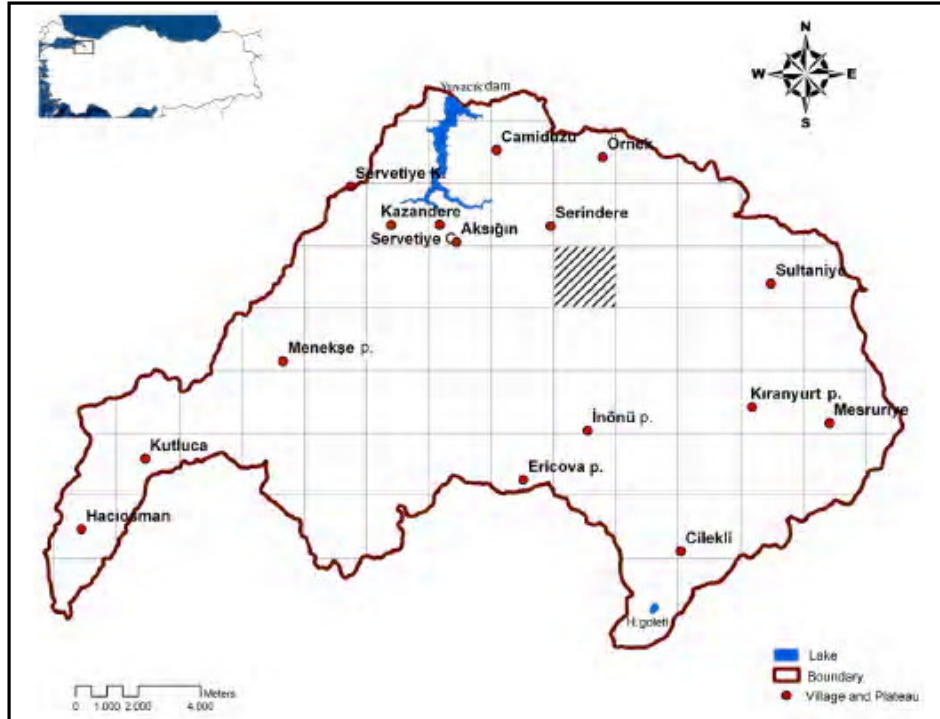 N
W E
S
Yuvacık dam
Camidüzü
Örnek
Servetiye K.
Kazandere
Serindere
Aksığın
Servetiye C.
Sultaniye
Menekşe p.
Kıranyurt p.
Mesruriye
İnönü p.
Kutluca
Ericova p.
Hacıosman
Cilekli
H.goleti
Lake
Boundary
Village and Plateau
Meters
0 1.000 2.000 4.000